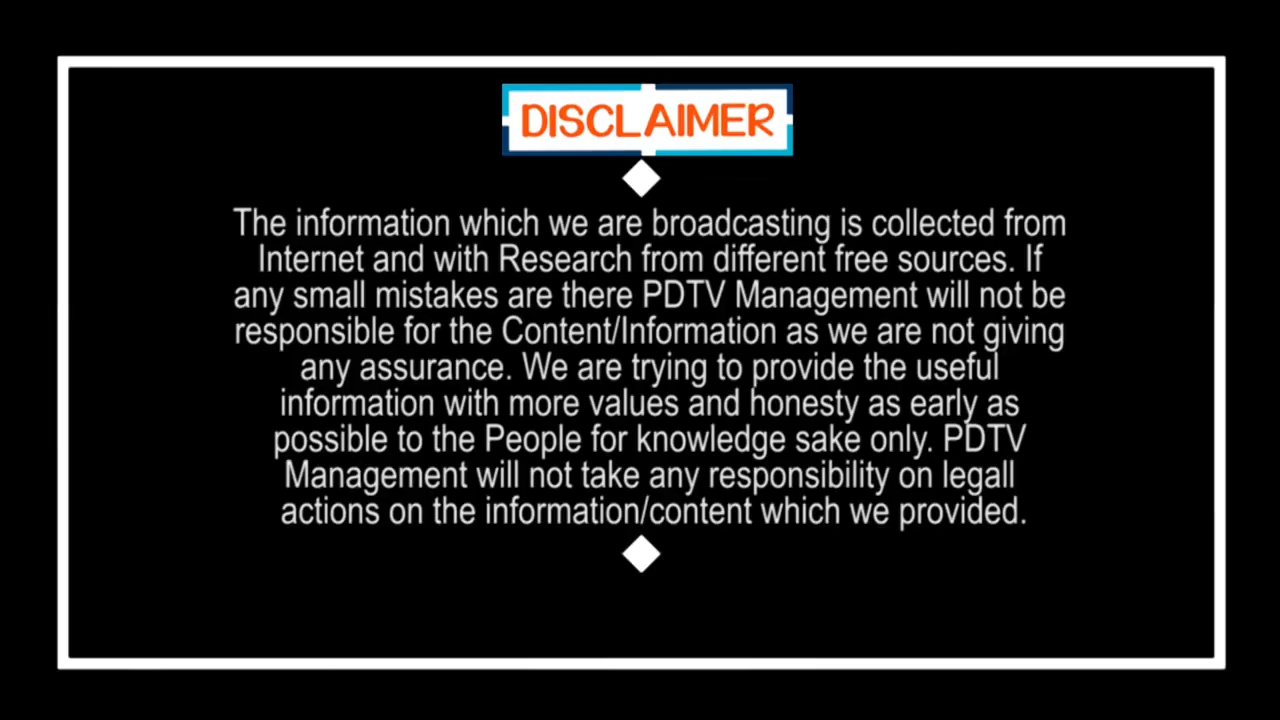 DISCLAIMER
The information which we are broadcasting is collected from
Internet and with Research from different free sources. If
any small mistakes are there PDTV Management will not be
responsible for the Content/Information as we are not giving
any assurance. We are trying to provide the useful
information with more values and honesty as early as
possible to the People for knowledge sake only. PDTV
Management will not take any responsibility on legall
actions on the information/content which we provided.